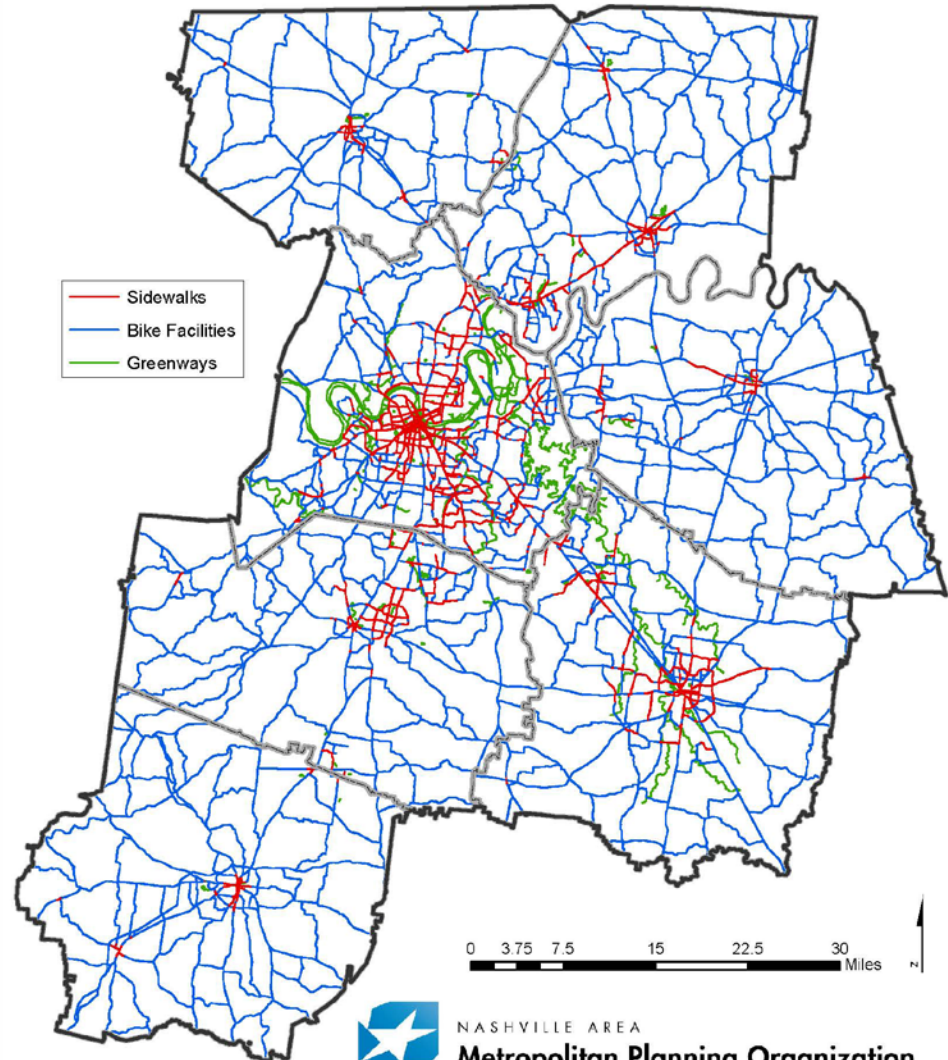 Sidewalks
Bike Facilities
Greenways
0 3.75 7.5 15 22.5 30
Miles
z
NASHVILLE AREA
Metropolitan Planning Organization